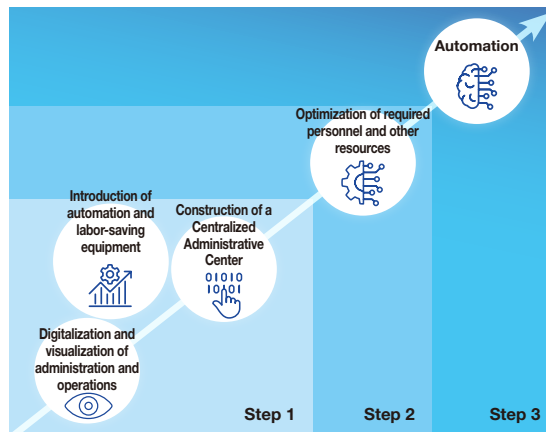 Automation
Optimization of required
personnel and other
resources
Introduction of
automation and
labor-saving
equipment
Construction of a
Centralized
Administrative
Center
01010
10101
Digitalization and
visualization of
administration and
operations
Step 1
Step 2
Step 3